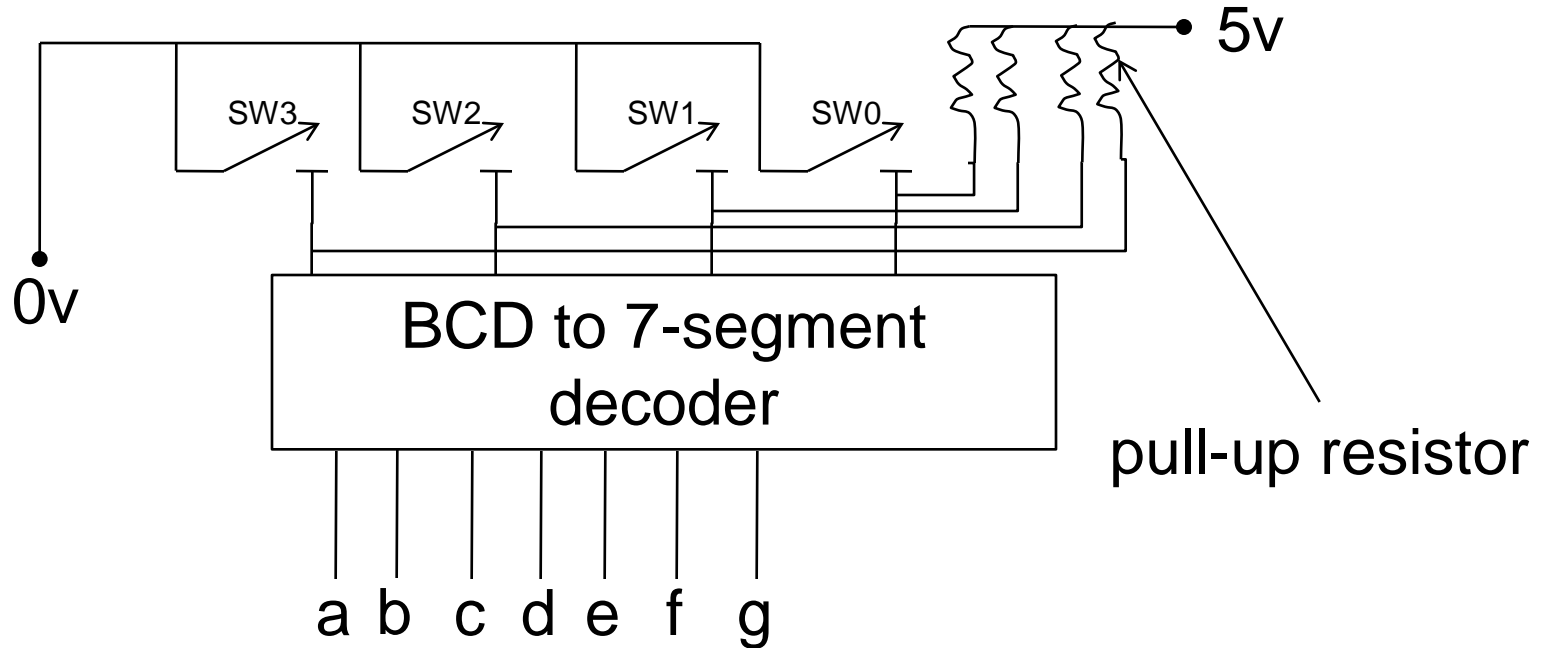 5v
SW3
SW2
SW1
SW0
0v
BCD to 7-segment
decoder
pull-up resistor
a b c d e f g